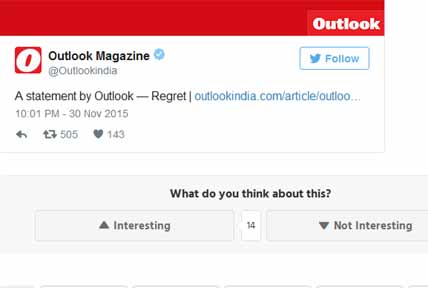 Outlook
Outlook Magazine
@Outlookindia
Follow
A statement by Outlook — Regret | outlookindia.com/article/outloo…
10:01 PM - 30 Nov 2015
505 143
What do you think about this?
Interesting 14 Not Interesting